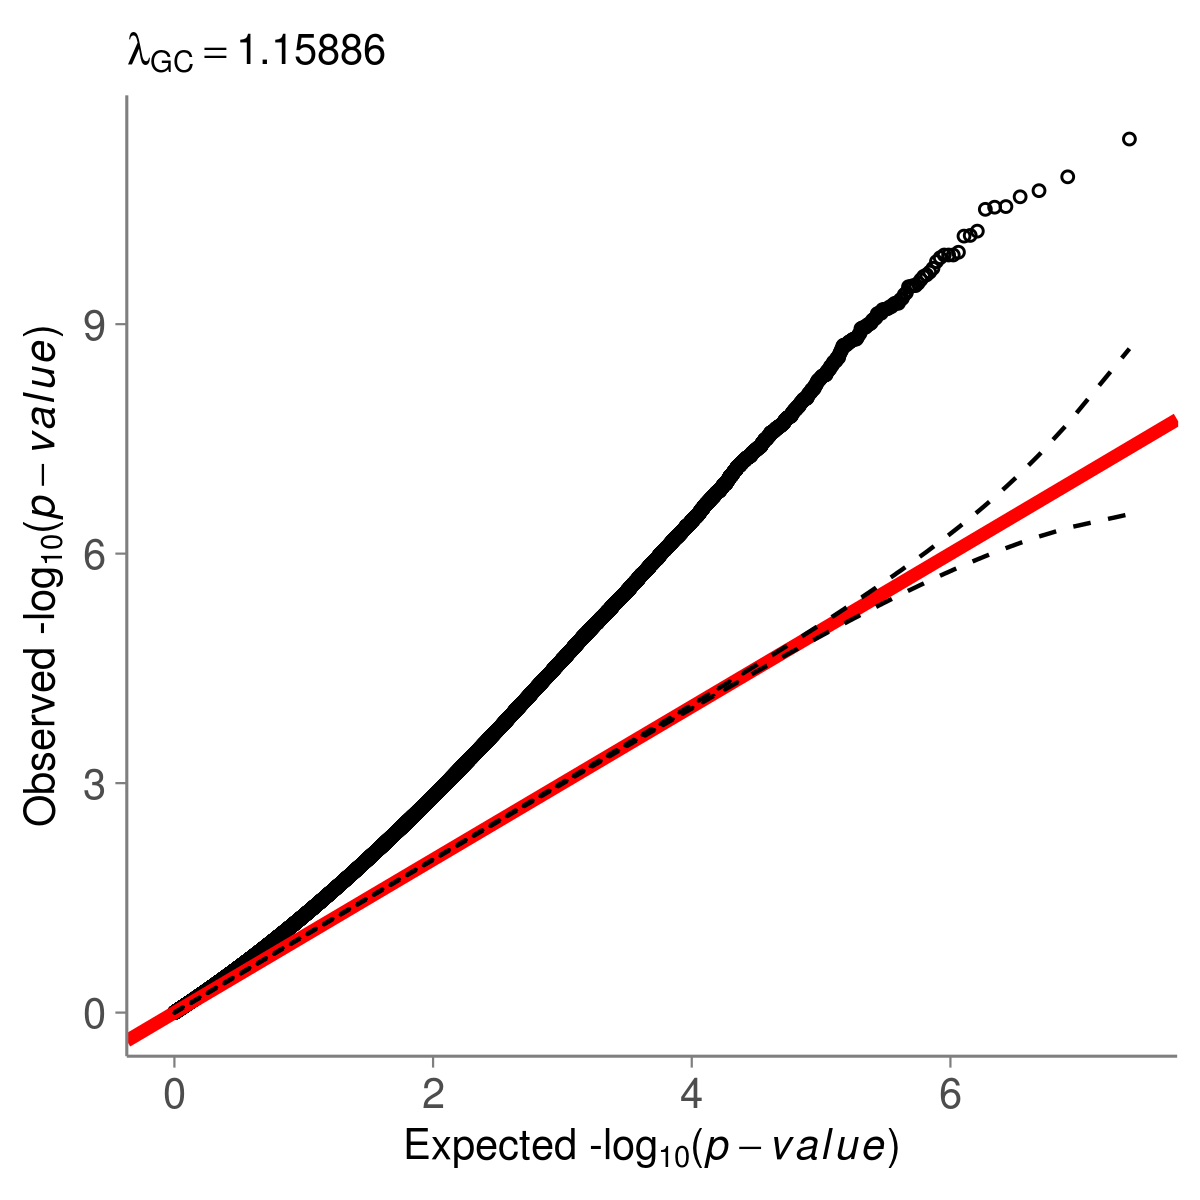 λGC = 1.15886
Observed -log10(p − value)
9
6
3
0
0 2 4 6
Expected -log10(p − value)